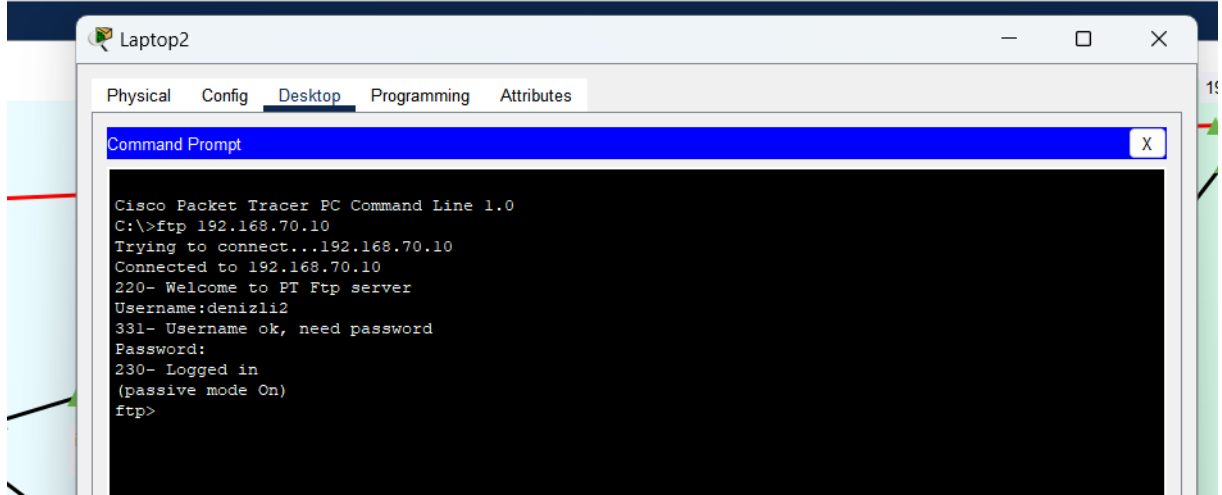 Laptop2
Physical Config Desktop Programming Attributes
19
Command Prompt
X
Cisco Packet Tracer PC Command Line 1.0
C:\>ftp 192.168.70.10
Trying to connect...192.168.70.10
Connected to 192.168.70.10
220- Welcome to PT Ftp server
Username:denizli2
331- Username ok, need password
Password:
230- Logged in
(passive mode On)
ftp>